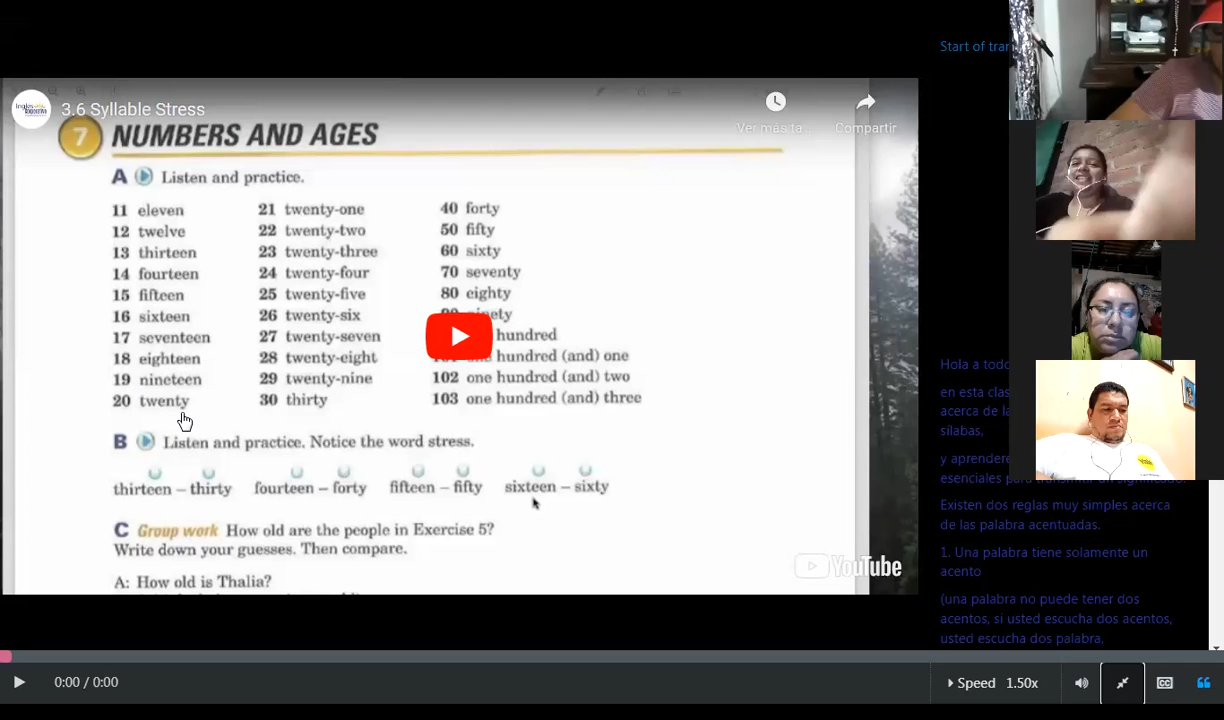 3.6 Syllable Stress
Ver más ta...
Compartir
7 NUMBERS AND AGES
A Listen and practice.
11 eleven 21 twenty-one 40 forty
12 twelve 22 twenty-two 50 fifty
13 thirteen 23 twenty-three 60 sixty
14 fourteen 24 twenty-four 70 seventy
15 fifteen 25 twenty-five 80 eighty
16 sixteen 26 twenty-six
17 seventeen 27 twenty-seven hundred
18 eighteen 28 twenty-eight hundred (and) one
19 nineteen 29 twenty-nine 102 one hundred (and) two
20 twenty 30 thirty 103 one hundred (and) three
B Listen and practice. Notice the word stress.
thirteen – thirty fourteen – forty fifteen – fifty sixteen – sixty
C Group work How old are the people in Exercise 5?
Write down your guesses. Then compare.
A: How old is Thalia?
YouTube
Start of
Hola a
en esta
acerca de
sílabas,
y
esenciales para transmitir un significado.
Existen dos reglas muy simples acerca
de las palabra acentuadas.
1. Una palabra tiene solamente un
acento
(una palabra no puede tener dos
acentos, si usted escucha dos acentos,
usted escucha dos palabra,
0:00 / 0:00
Speed 1.50x
CC